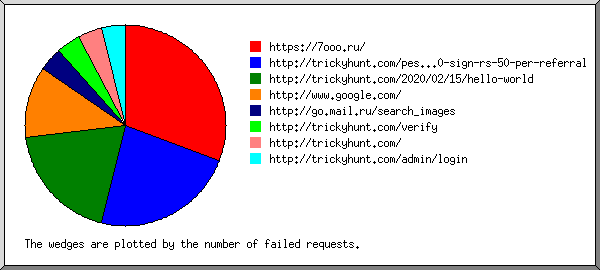 https://7ooo.ru/
http://trickyhunt.com/pes...0-sign-rs-50-per-referral
http://trickyhunt.com/2020/02/15/hello-world
http://www.google.com/
http://go.mail.ru/search_images
http://trickyhunt.com/verify
http://trickyhunt.com/
http://trickyhunt.com/admin/login
The wedges are plotted by the number of failed requests.